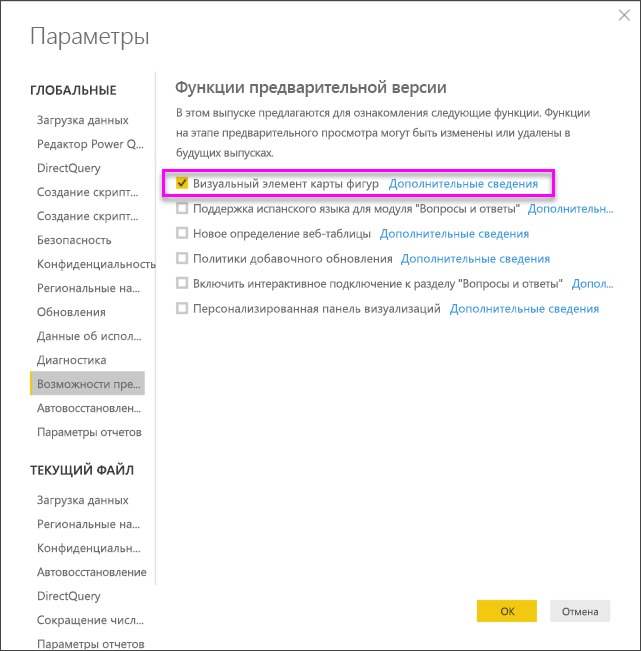 Параметры
ГЛОБАЛЬНЫЕ
Загрузка данных
Редактор Power Q...
DirectQuery
Создание скрипт...
Создание скрипт...
Безопасность
Конфиденциальность
Региональные на...
Обновления
Данные об испол...
Диагностика
Возможности пре...
Автовосстановлен...
Параметры отчетов
ТЕКУЩИЙ ФАЙЛ
Загрузка данных
Региональные на...
Конфиденциальн...
Автовосстановление
DirectQuery
Сокращение числ...
Параметры отчетов
Функции предварительной версии
В этом выпуске предлагаются для ознакомления следующие функции. Функции
на этапе предварительного просмотра могут быть изменены или удалены в
будущих выпусках.
Визуальный элемент карты фигур Дополнительные сведения
Поддержка испанского языка для модуля "Вопросы и ответы" Дополнительн...
Новое определение веб-таблицы Дополнительные сведения
Политики добавочного обновления Дополнительные сведения
Включить интерактивное подключение к разделу "Вопросы и ответы" Допол...
Персонализированная панель визуализаций Дополнительные сведения
ОК
Отмена